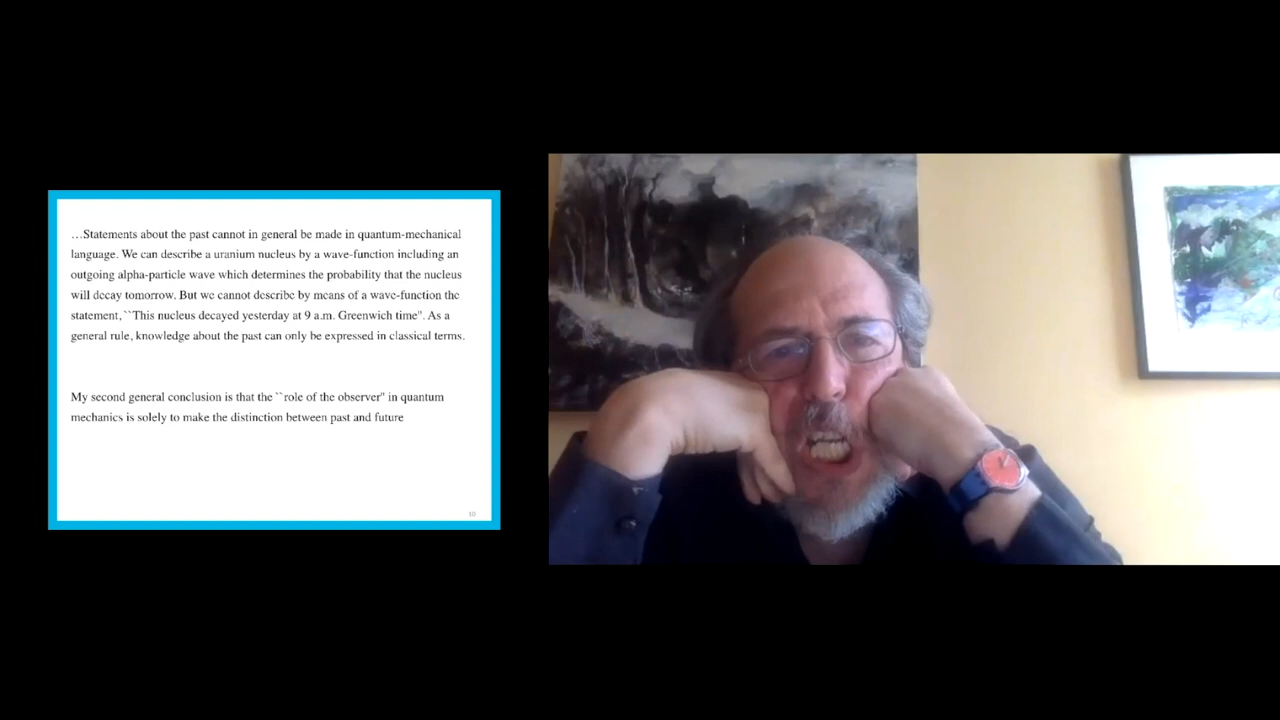 …Statements about the past cannot in general be made in quantum-mechanical
language. We can describe a uranium nucleus by a wave-function including an
outgoing alpha-particle wave which determines the probability that the nucleus
will decay tomorrow. But we cannot describe by means of a wave-function the
statement, ``This nucleus decayed yesterday at 9 a.m. Greenwich time". As a
general rule, knowledge about the past can only be expressed in classical terms.
My second general conclusion is that the ``role of the observer" in quantum
mechanics is solely to make the distinction between past and future
10